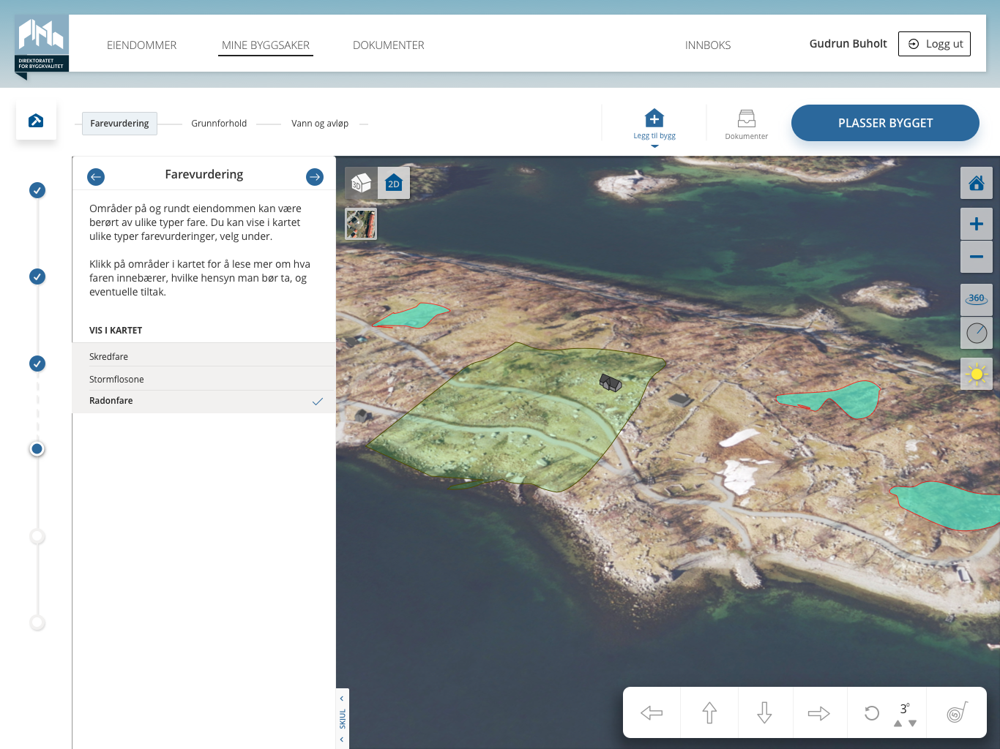 DIREKTORATET
FOR BYGGKVALITET
EIENDOMMER
MINE BYGGSAKER
DOKUMENTER
INNBOKS
Gudrun Buholt
Logg ut
Farevurdering
Grunnforhold
Vann og avløp
Legg til bygg
Dokumenter
PLASSER BYGGET
Farevurdering
Områder på og rundt eiendommen kan være
berørt av ulike typer fare. Du kan vise i kartet
ulike typer farevurderinger, velg under.
Klikk på områder i kartet for å lese mer om hva
faren innebærer, hvilke hensyn man bør ta, og
eventuelle tiltak.
VIS I KARTET
Skredfare
Stormflosone
Radonfare
3D
2D
360
SKJUL
3°
5